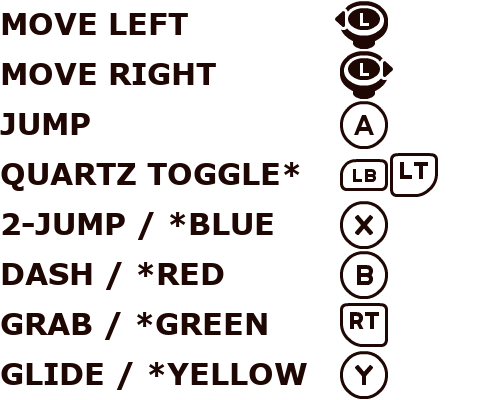 MOVE LEFT L
MOVE RIGHT L
JUMP A
QUARTZ TOGGLE* LB LT
2-JUMP / *BLUE X
DASH / *RED B
GRAB / *GREEN RT
GLIDE / *YELLOW Y